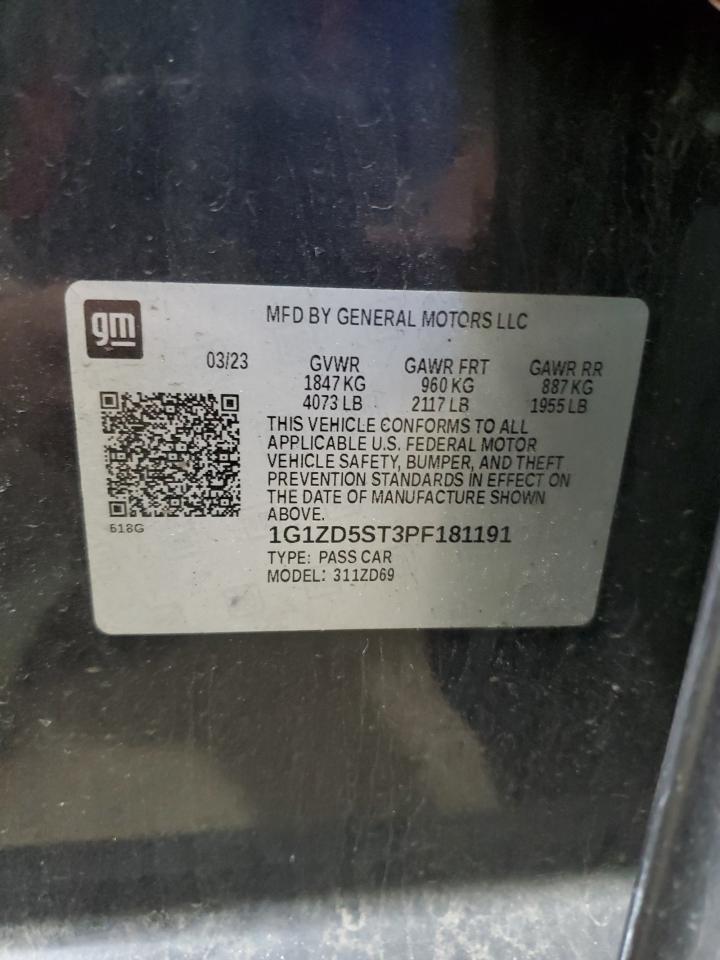 gm
MFD BY GENERAL MOTORS LLC
03/23 GVWR GAWR FRT GAWR RR
1847 KG 960 KG 887 KG
4073 LB 2117 LB 1955 LB
THIS VEHICLE CONFORMS TO ALL
APPLICABLE U.S. FEDERAL MOTOR
VEHICLE SAFETY, BUMPER, AND THEFT
PREVENTION STANDARDS IN EFFECT ON
THE DATE OF MANUFACTURE SHOWN
ABOVE.
618G
1G1ZD5ST3PF181191
TYPE: PASS CAR
MODEL: 311ZD69